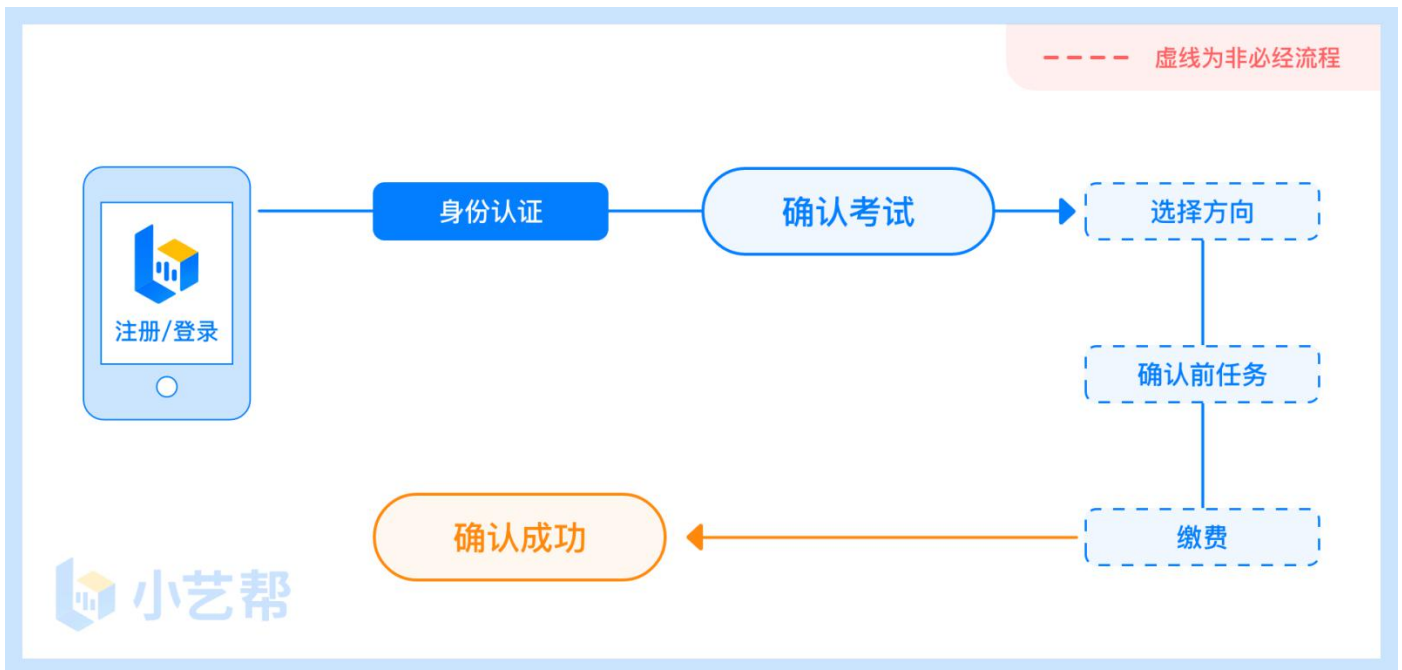 虚线为非必经流程
身份认证
确认考试
选择方向
注册/登录
确认前任务
确认成功
缴费
小艺帮